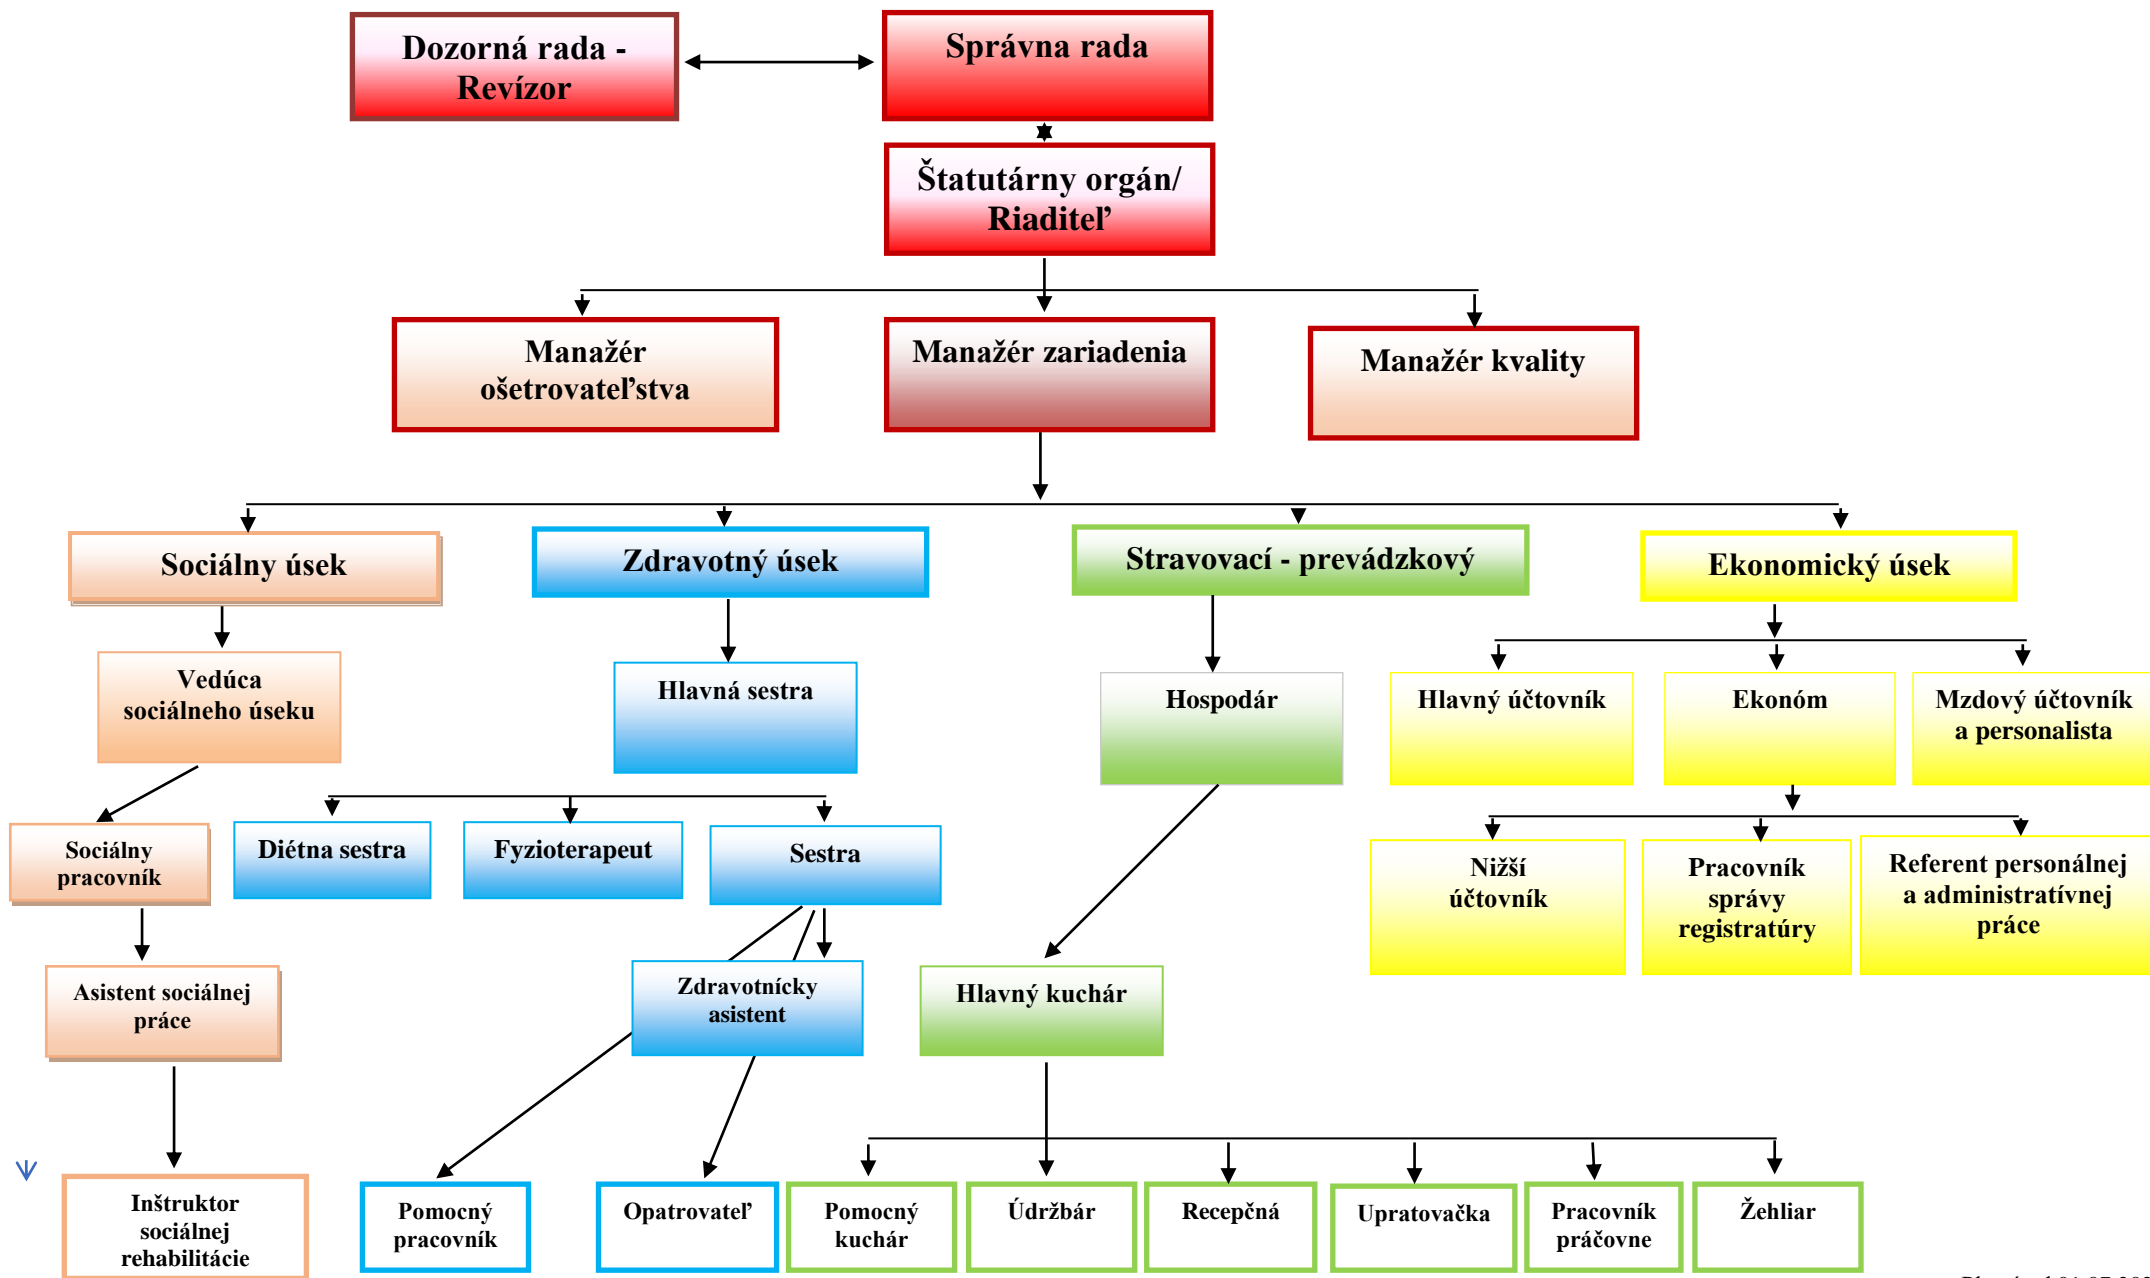 Dozorná rada -
Revízor
Správna rada
Štatutárny orgán/
Riaditeľ
Manažér
ošetrovateľstva
Manažér zariadenia
Manažér kvality
Sociálny úsek
Zdravotný úsek
Stravovací - prevádzkový
Ekonomický úsek
Vedúca
sociálneho úseku
Hlavná sestra
Hospodár
Hlavný účtovník
Ekonóm
Mzdový účtovník
a personalista
Sociálny
pracovník
Diétna sestra
Fyzioterapeut
Sestra
Nižší
účtovník
Pracovník
správy
registratúry
Referent personálnej
a administratívnej
práce
Asistent sociálnej
práce
Zdravotnícky
asistent
Hlavný kuchár
Inštruktor
sociálnej
rehabilitácie
Pomocný
pracovník
Opatrovateľ
Pomocný
kuchár
Údržbár
Recepčná
Upratovačka
Pracovník
práčovne
Žehliar